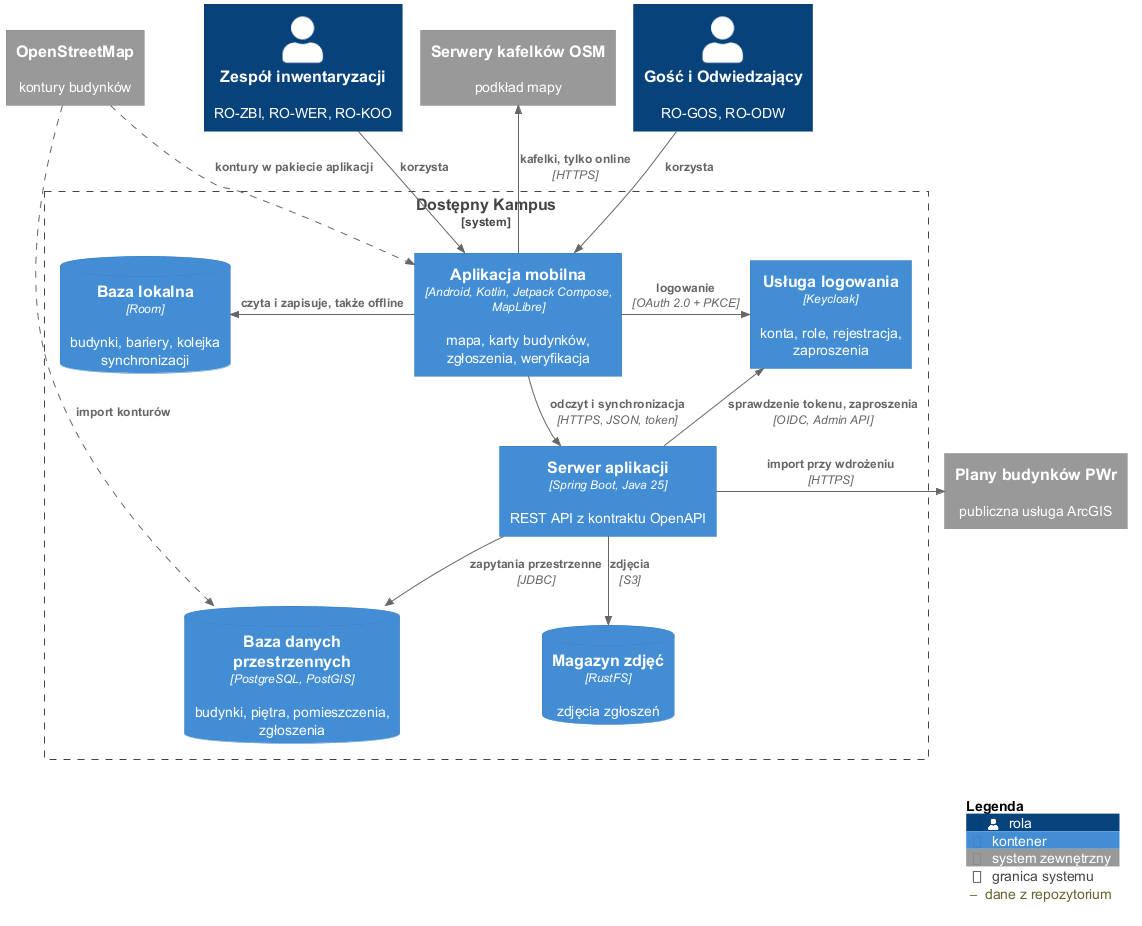 OpenStreetMap
kontury budynków
Zespół inwentaryzacji
RO-ZBI, RO-WER, RO-KOO
Serwery kafelków OSM
podkład mapy
Gość i Odwiedzający
RO-GOS, RO-ODW
kontury w pakiecie aplikacji
korzysta
kafelki, tylko online
[HTTPS]
korzysta
Dostępny Kampus
[system]
Baza lokalna
[Room]
budynki, bariery, kolejka
synchronizacji
czyta i zapisuje, także offline
Aplikacja mobilna
[Android, Kotlin, Jetpack Compose,
MapLibre]
mapa, karty budynków,
zgłoszenia, weryfikacja
logowanie
[OAuth 2.0 + PKCE]
Usługa logowania
[Keycloak]
konta, role, rejestracja,
zaproszenia
import konturów
odczyt i synchronizacja
[HTTPS, JSON, token]
sprawdzenie tokenu, zaproszenia
[OIDC, Admin API]
Serwer aplikacji
[Spring Boot, Java 25]
REST API z kontraktu OpenAPI
import przy wdrożeniu
[HTTPS]
Plany budynków PWr
publiczna usługa ArcGIS
zapytania przestrzenne
[JDBC]
zdjęcia
[S3]
Baza danych
przestrzennych
[PostgreSQL, PostGIS]
budynki, piętra, pomieszczenia,
zgłoszenia
Magazyn zdjęć
[RustFS]
zdjęcia zgłoszeń
Legenda
rola
kontener
system zewnętrzny
granica systemu
– dane z repozytorium